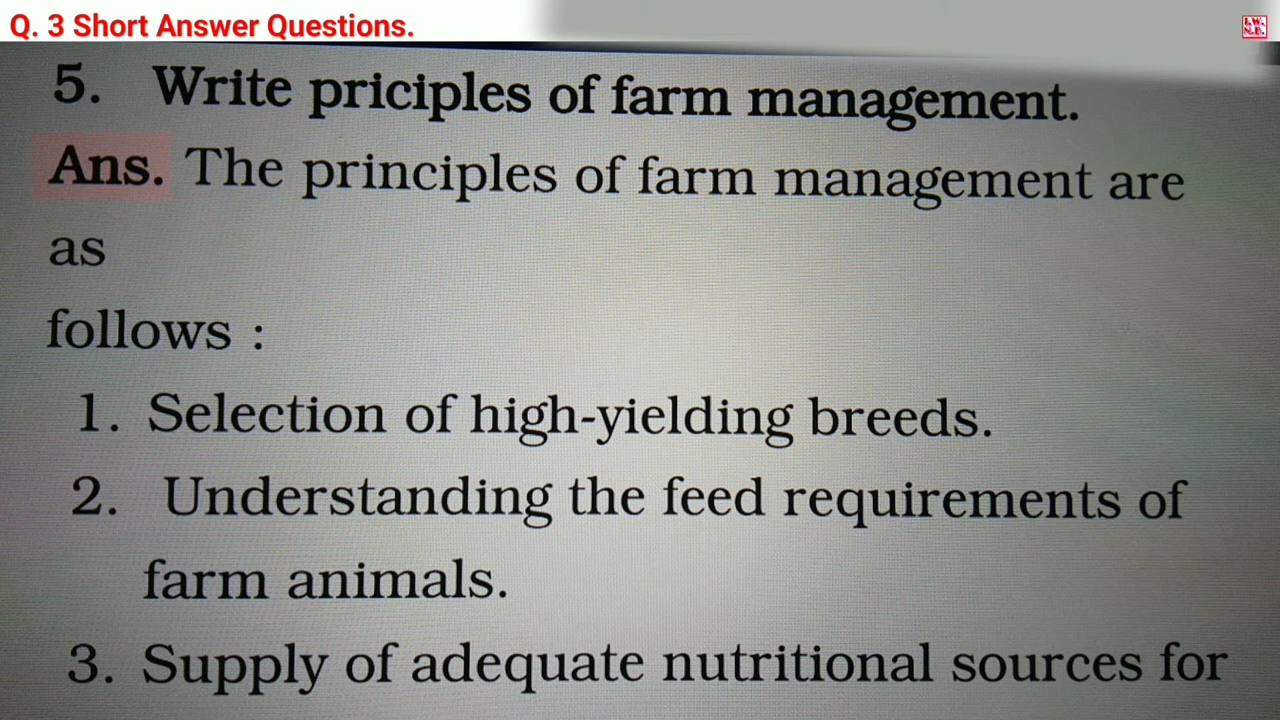 Q. 3 Short Answer Questions.
I.W.
N.B.
5. Write priciples of farm management.
Ans. The principles of farm management are
as
follows :
1. Selection of high-yielding breeds.
2. Understanding the feed requirements of
farm animals.
3. Supply of adequate nutritional sources for